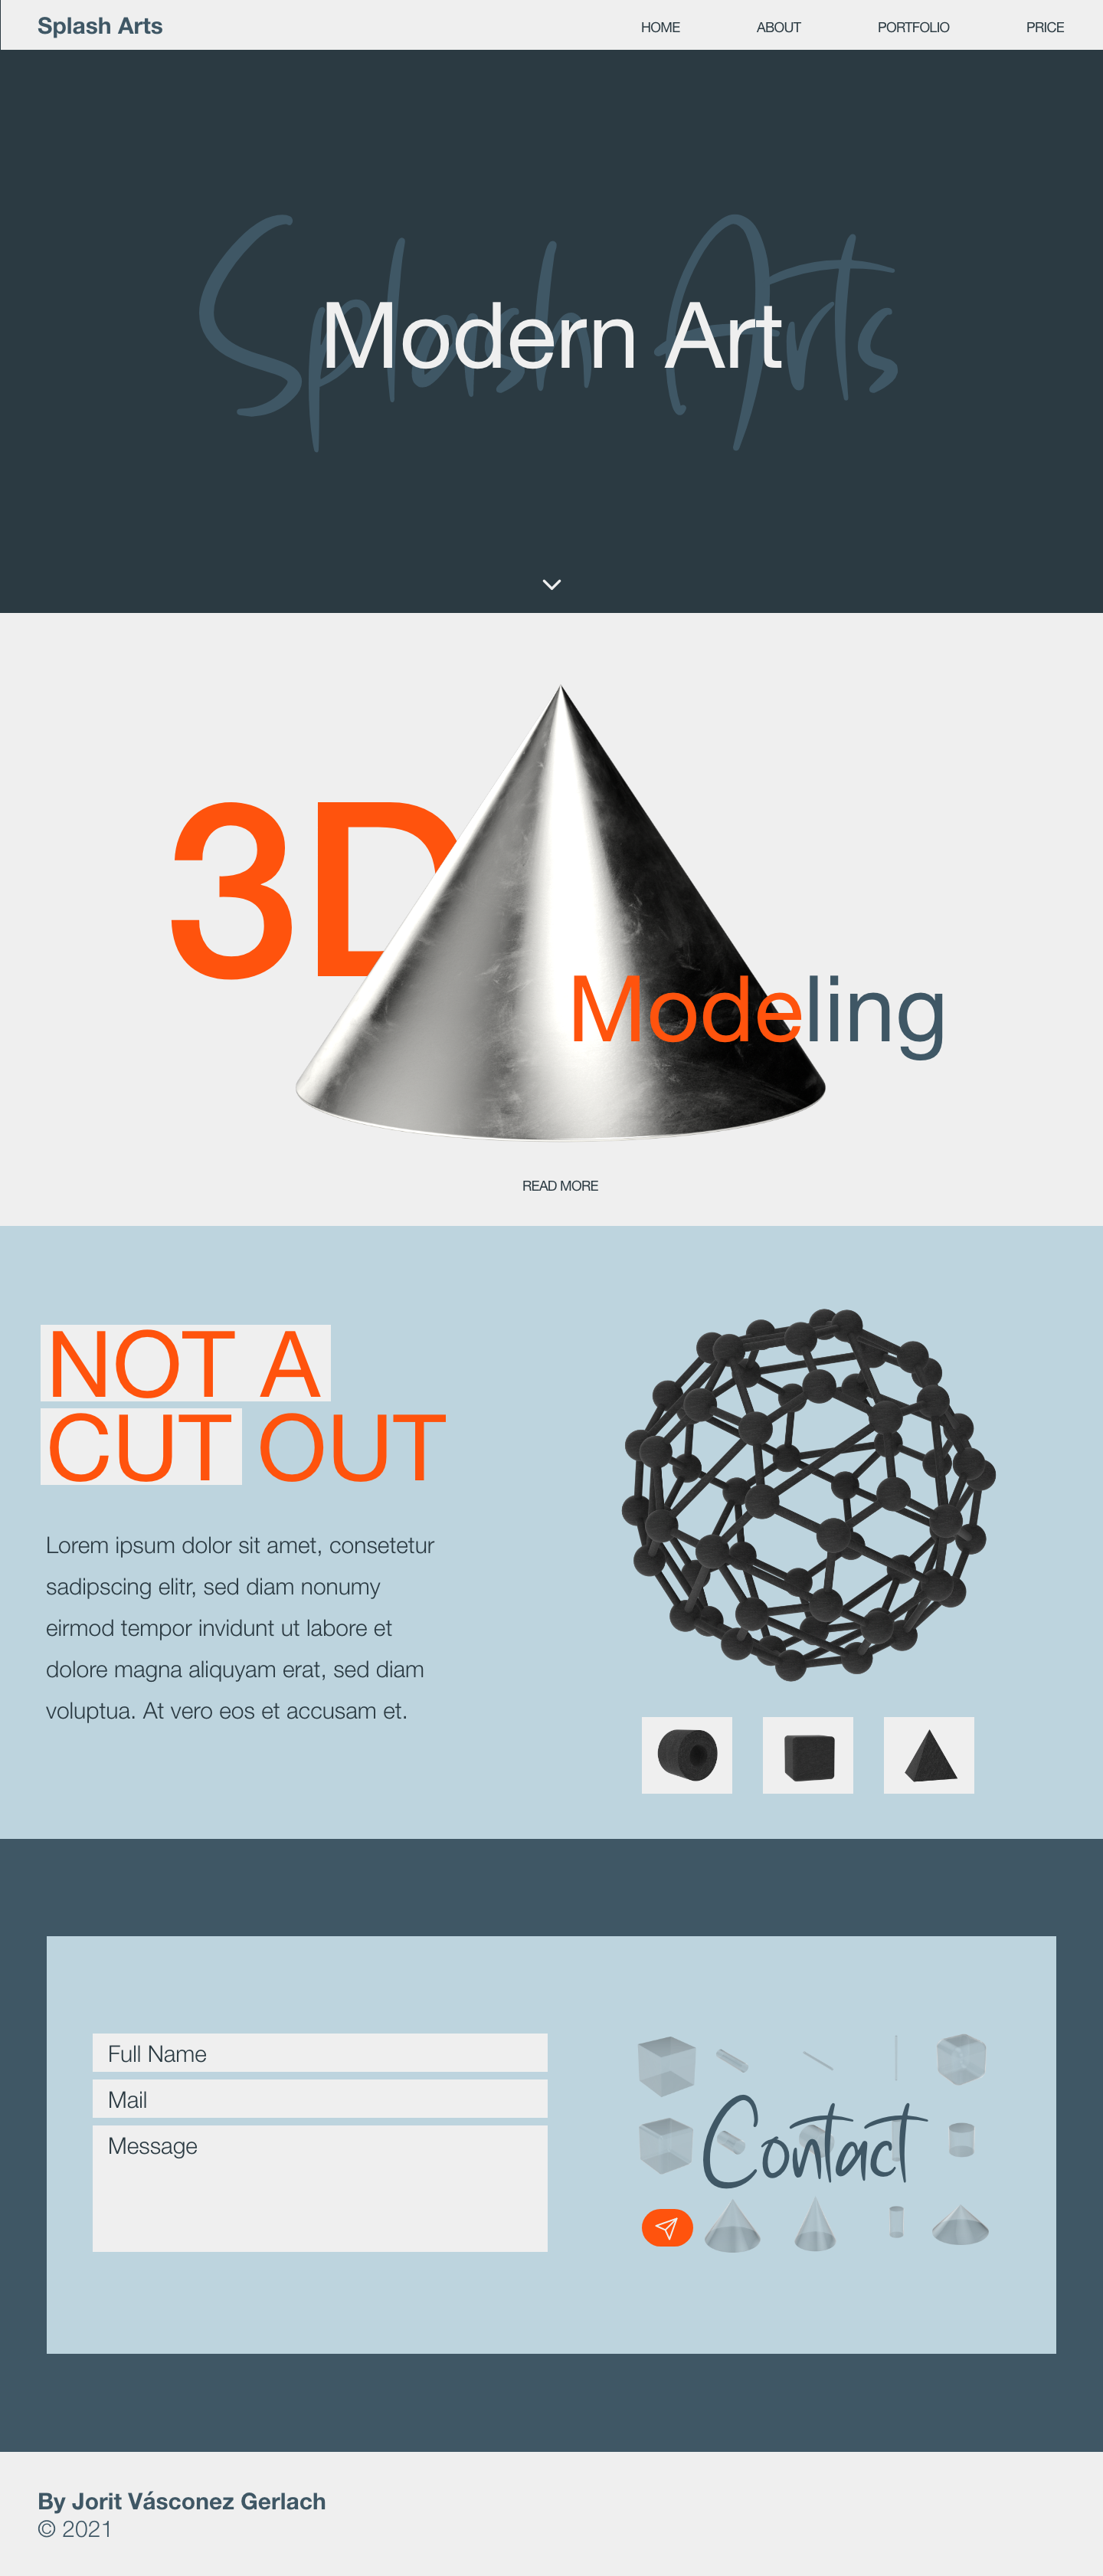 Splash Arts
HOME ABOUT PORTFOLIO PRICE
Splash Arts
Modern Art
3D
Modeling
READ MORE
NOT A
CUT OUT
Lorem ipsum dolor sit amet, consetetur
sadipscing elitr, sed diam nonumy
eirmod tempor invidunt ut labore et
dolore magna aliquyam erat, sed diam
voluptua. At vero eos et accusam et.
Full Name
Mail
Message
Contact
By Jorit Vásconez Gerlach
© 2021